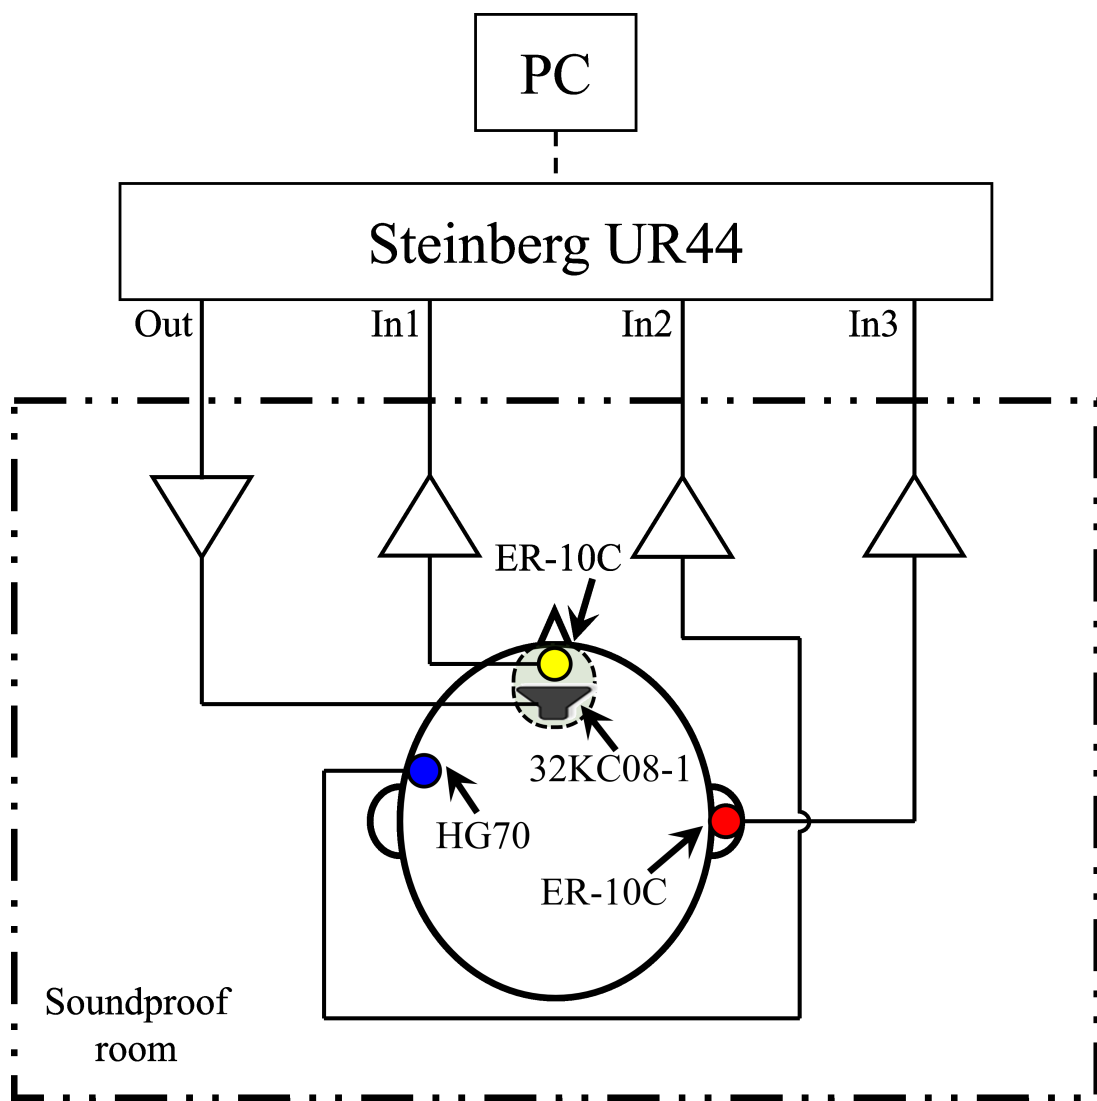 PC
Steinberg UR44
Out
In1
In2
In3
ER-10C
32KC08-1
HG70
ER-10C
Soundproof
room